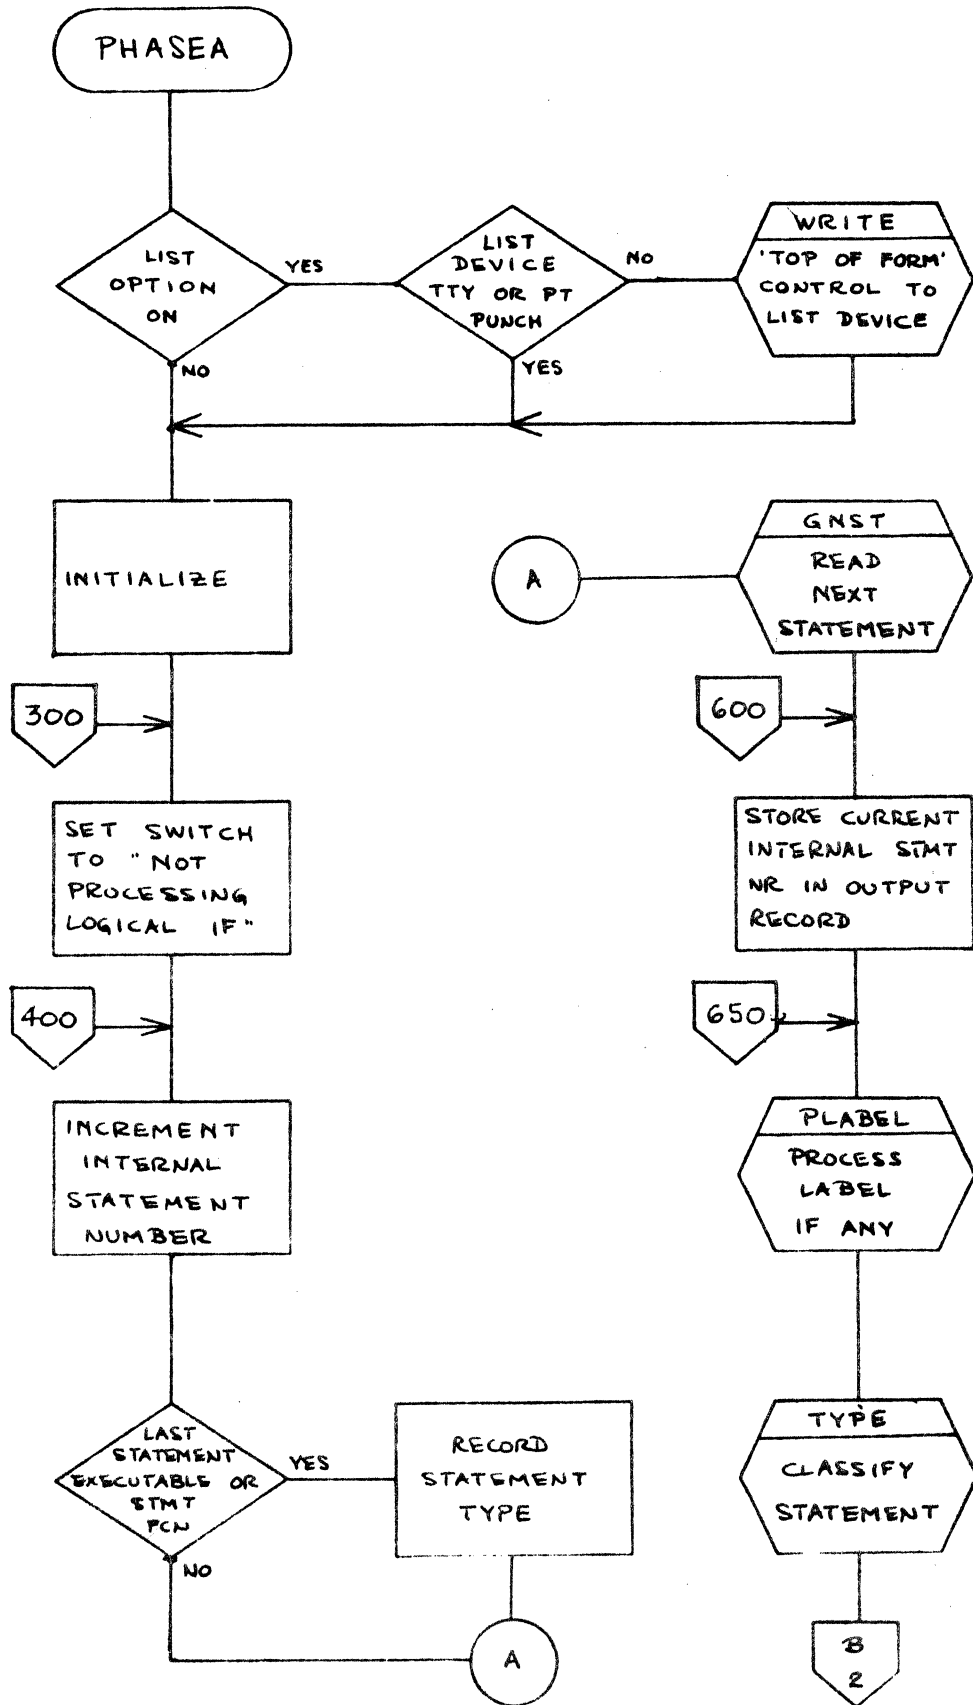 PHASEA
LIST
OPTION
ON
YES
NO
LIST
DEVICE
TTY OR PT
PUNCH
NO
YES
WRITE
'TOP OF FORM'
CONTROL TO
LIST DEVICE
INITIALIZE
300
SET SWITCH
TO "NOT
PROCESSING
LOGICAL IF"
400
INCREMENT
INTERNAL
STATEMENT
NUMBER
LAST
STATEMENT
EXECUTABLE OR
STMT
FCN
YES
NO
RECORD
STATEMENT
TYPE
A
A
GNST
READ
NEXT
STATEMENT
600
STORE CURRENT
INTERNAL STMT
NR IN OUTPUT
RECORD
650
PLABEL
PROCESS
LABEL
IF ANY
TYPE
CLASSIFY
STATEMENT
B
2